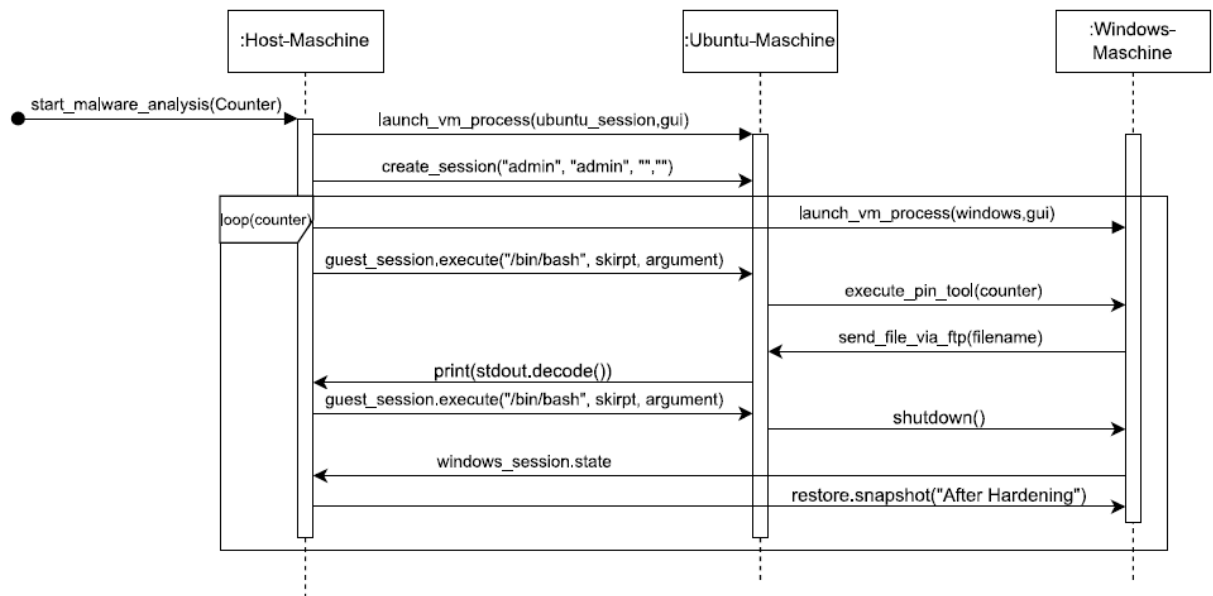 :Host-Maschine
:Ubuntu-Maschine
:Windows-
Maschine
start_malware_analysis(Counter)
launch_vm_process(ubuntu_session,gui)
create_session("admin", "admin", "","")
loop(counter)
launch_vm_process(windows,gui)
guest_session,execute("/bin/bash", skirpt, argument)
execute_pin_tool(counter)
send_file_via_ftp(filename)
print(stdout.decode())
guest_session.execute("/bin/bash", skirpt, argument)
shutdown()
windows_session.state
restore.snapshot("After Hardening")